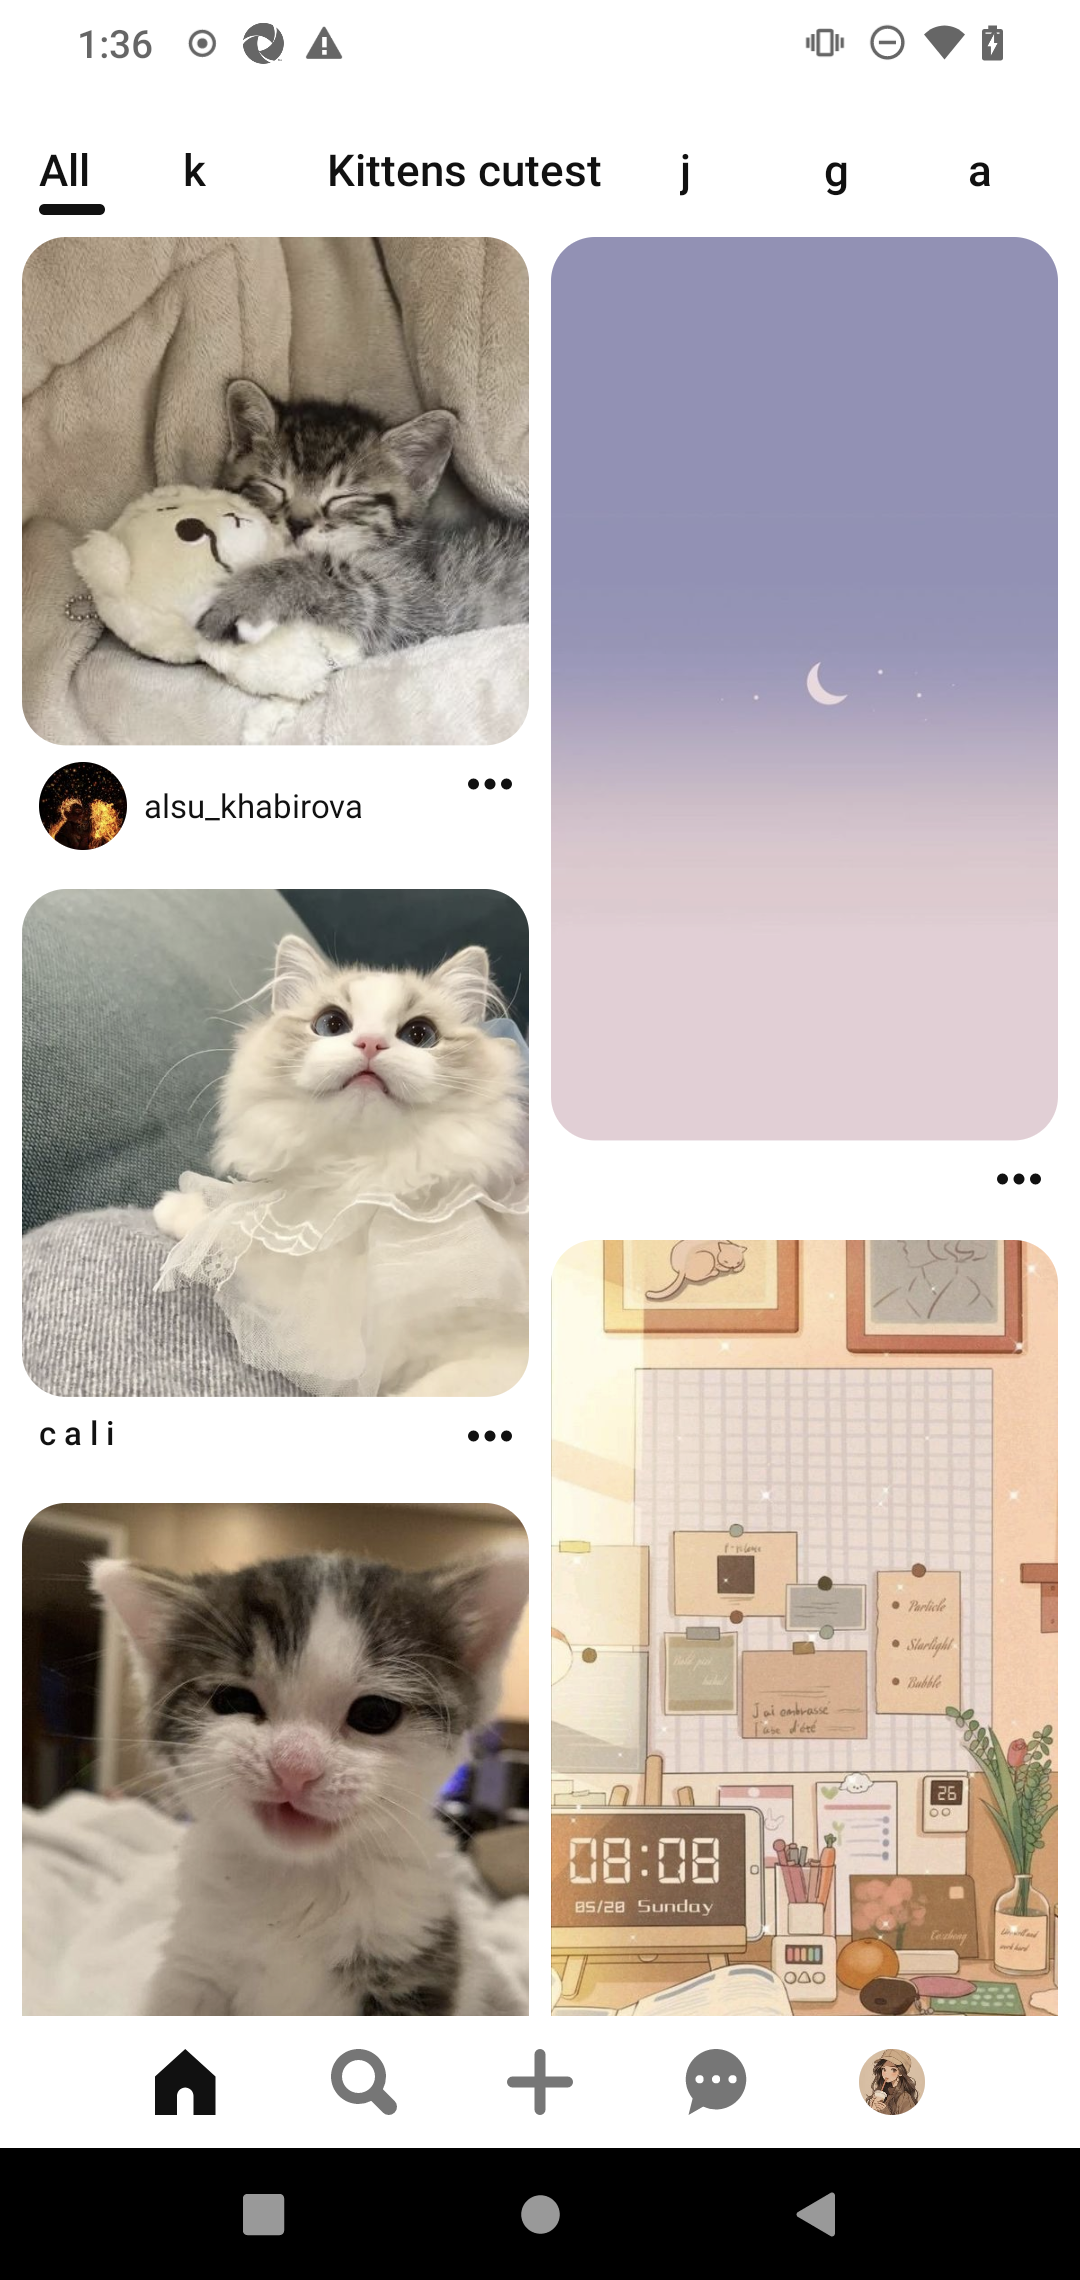 1:36
All k Kittens cutest j g a
alsu_khabirova
cali
Particle
Starlight
Bubble
J'ai embrassé
l'aube d'été
26
08:08
05/20 Sunday